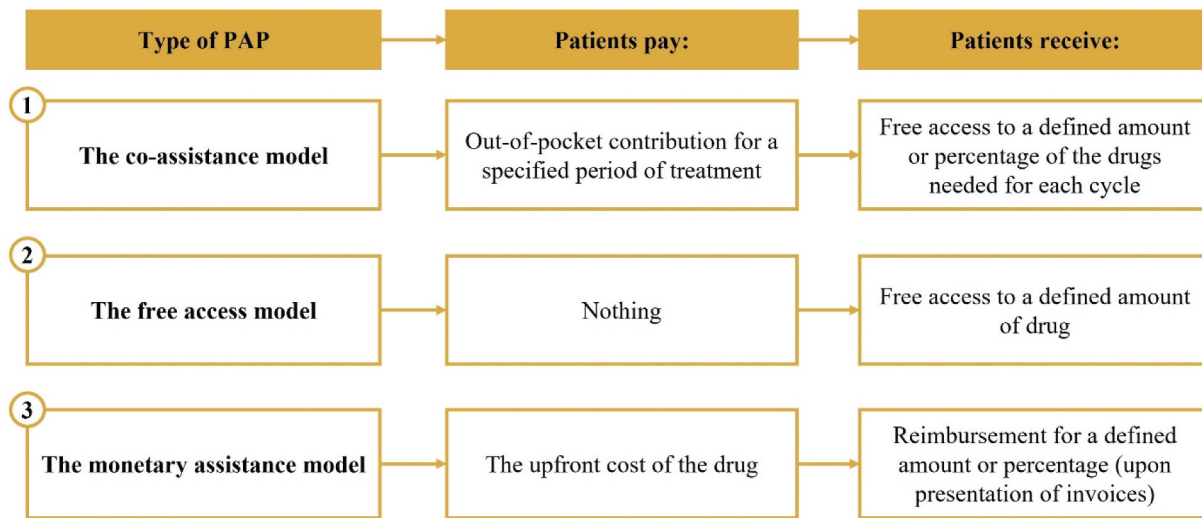 Type of PAP
Patients pay:
Patients receive:
1
The co-assistance model
Out-of-pocket contribution for a
specified period of treatment
Free access to a defined amount
or percentage of the drugs
needed for each cycle
2
The free access model
Nothing
Free access to a defined amount
of drug
3
The monetary assistance model
The upfront cost of the drug
Reimbursement for a defined
amount or percentage (upon
presentation of invoices)